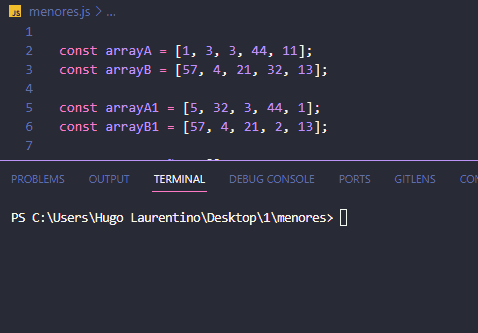 JS menores.js > ...
1
2 const arrayA = [1, 3, 3, 44, 11];
3 const arrayB = [57, 4, 21, 32, 13];
4
5 const arrayA1 = [5, 32, 3, 44, 1];
6 const arrayB1 = [57, 4, 21, 2, 13];
7
PROBLEMS OUTPUT TERMINAL DEBUG CONSOLE PORTS GITLENS
PS C:\Users\Hugo Laurentino\Desktop\1\menores>